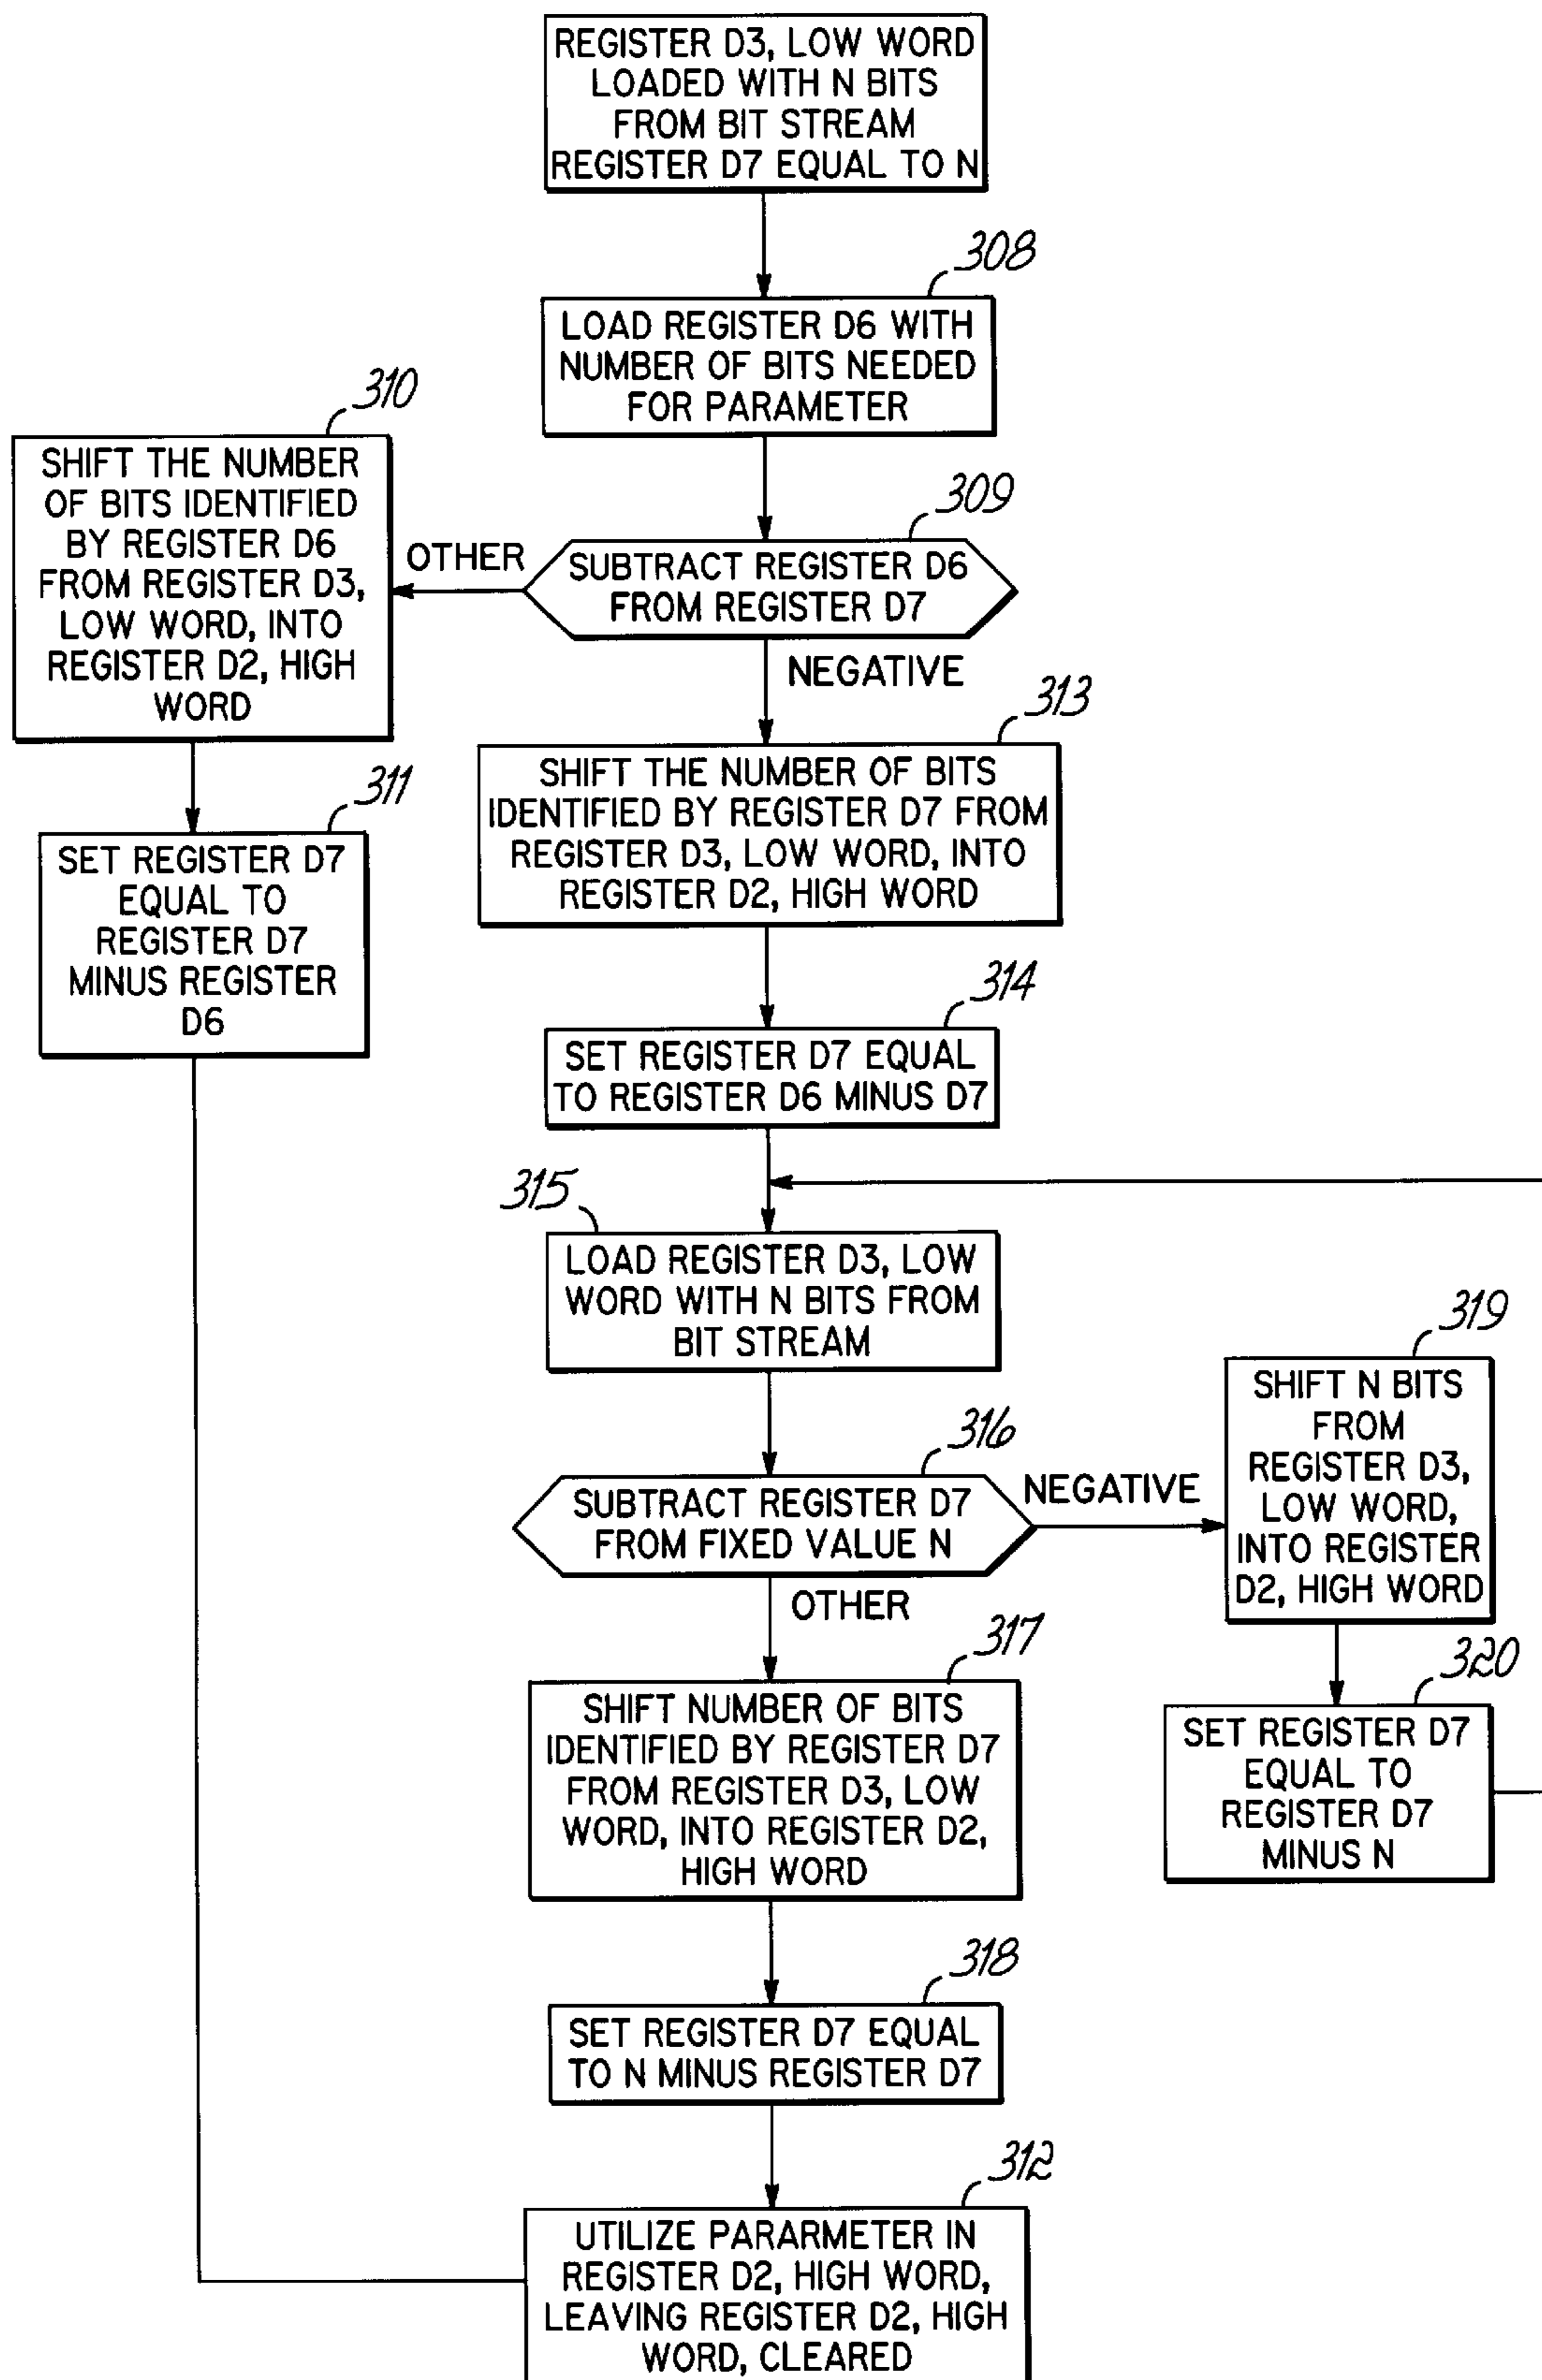 REGISTER D3, LOW WORD
LOADED WITH N BITS
FROM BIT STREAM
REGISTER D7 EQUAL TO N
308
LOAD REGISTER D6 WITH
NUMBER OF BITS NEEDED
FOR PARAMETER
309
SUBTRACT REGISTER D6
FROM REGISTER D7
OTHER
NEGATIVE
310
SHIFT THE NUMBER
OF BITS IDENTIFIED
BY REGISTER D6
FROM REGISTER D3,
LOW WORD, INTO
REGISTER D2, HIGH
WORD
311
SET REGISTER D7
EQUAL TO
REGISTER D7
MINUS REGISTER
D6
313
SHIFT THE NUMBER OF BITS
IDENTIFIED BY REGISTER D7 FROM
REGISTER D3, LOW WORD, INTO
REGISTER D2, HIGH WORD
314
SET REGISTER D7 EQUAL
TO REGISTER D6 MINUS D7
315
LOAD REGISTER D3, LOW
WORD WITH N BITS FROM
BIT STREAM
316
SUBTRACT REGISTER D7
FROM FIXED VALUE N
NEGATIVE
OTHER
319
SHIFT N BITS
FROM
REGISTER D3,
LOW WORD,
INTO REGISTER
D2, HIGH WORD
320
SET REGISTER D7
EQUAL TO
REGISTER D7
MINUS N
317
SHIFT NUMBER OF BITS
IDENTIFIED BY REGISTER D7
FROM REGISTER D3, LOW
WORD, INTO REGISTER D2,
HIGH WORD
318
SET REGISTER D7 EQUAL
TO N MINUS REGISTER D7
312
UTILIZE PARARMETER IN
REGISTER D2, HIGH WORD,
LEAVING REGISTER D2, HIGH
WORD, CLEARED